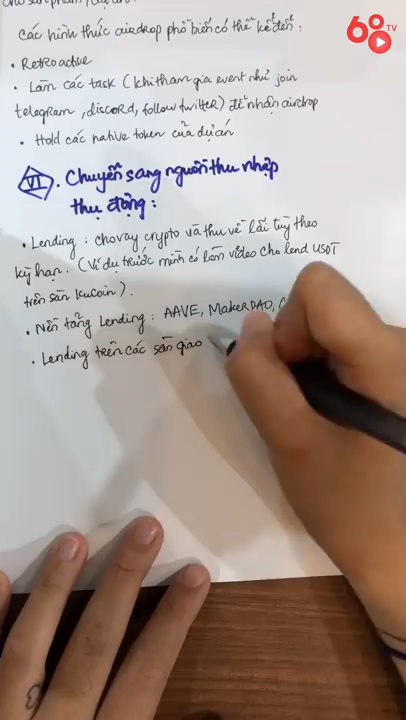 68 TV
các hình thức airdrop phổ biến có thể kể đến:
• Retroactive
• Làm các task (khi tham gia event như join
telegram, discord, follow twitter) để nhận airdrop
• Hold các native token của dự án
VI. Chuyển sang nguồn thu nhập
thụ động:
• Lending: cho vay crypto và thu về lãi tùy theo
kỳ hạn. (Ví dụ trước mình có làm video cho lend USDT
trên sàn Kucoin).
• Nền tảng Lending: AAVE, MakerDAO,
• Lending trên các sàn giao